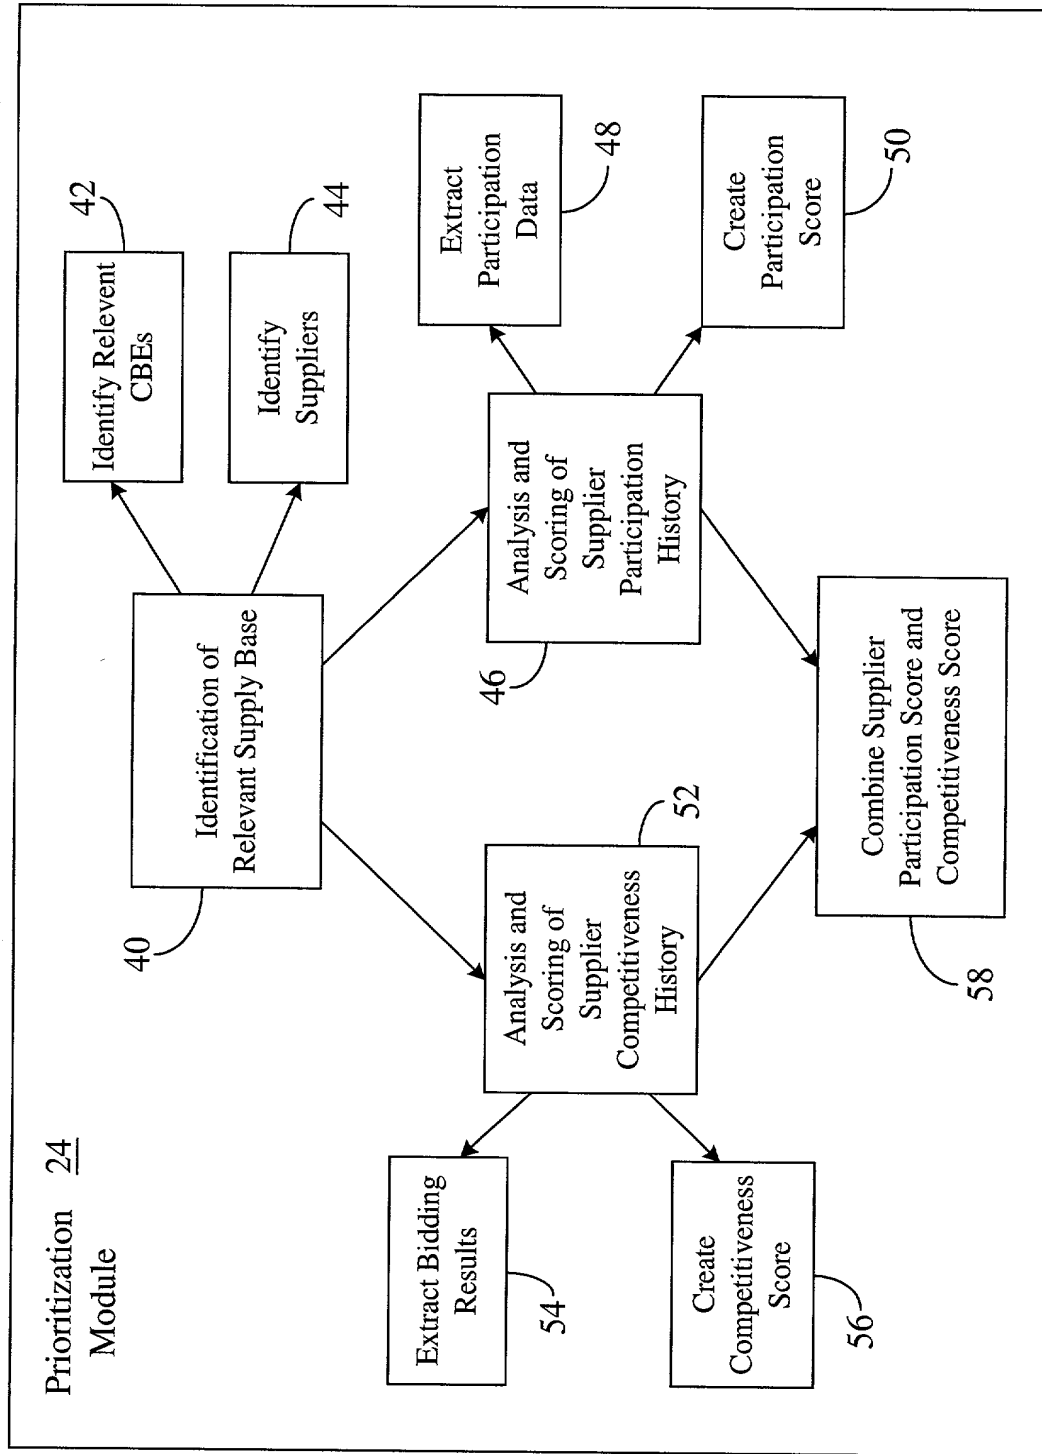 Prioritization 24
Module
40
Identification of
Relevant Supply Base
42
Identify Relevent
CBEs
44
Identify
Suppliers
52
Analysis and
Scoring of
Supplier
Competitiveness
History
46
Analysis and
Scoring of
Supplier
Participation
History
54
Extract Bidding
Results
56
Create
Competitiveness
Score
48
Extract
Participation
Data
50
Create
Participation
Score
58
Combine Supplier
Participation Score and
Competitiveness Score